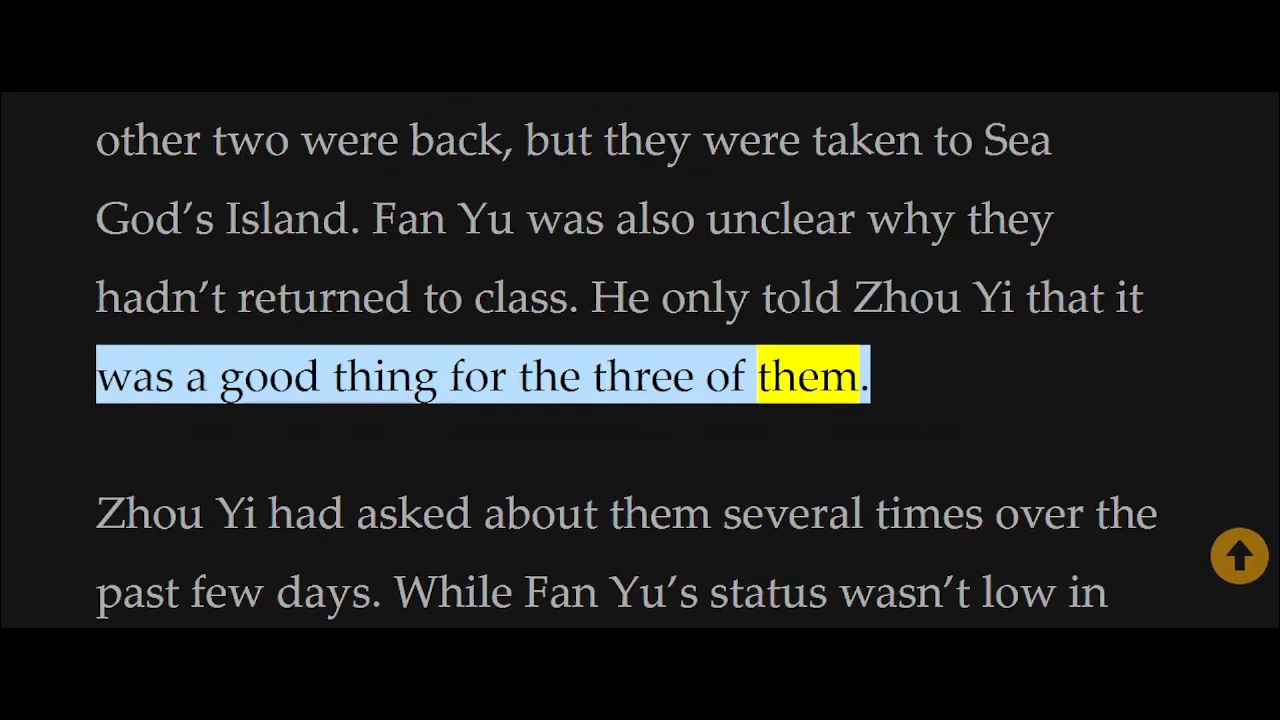 other two were back, but they were taken to Sea
God’s Island. Fan Yu was also unclear why they
hadn’t returned to class. He only told Zhou Yi that it
was a good thing for the three of them.
Zhou Yi had asked about them several times over the
past few days. While Fan Yu’s status wasn’t low in